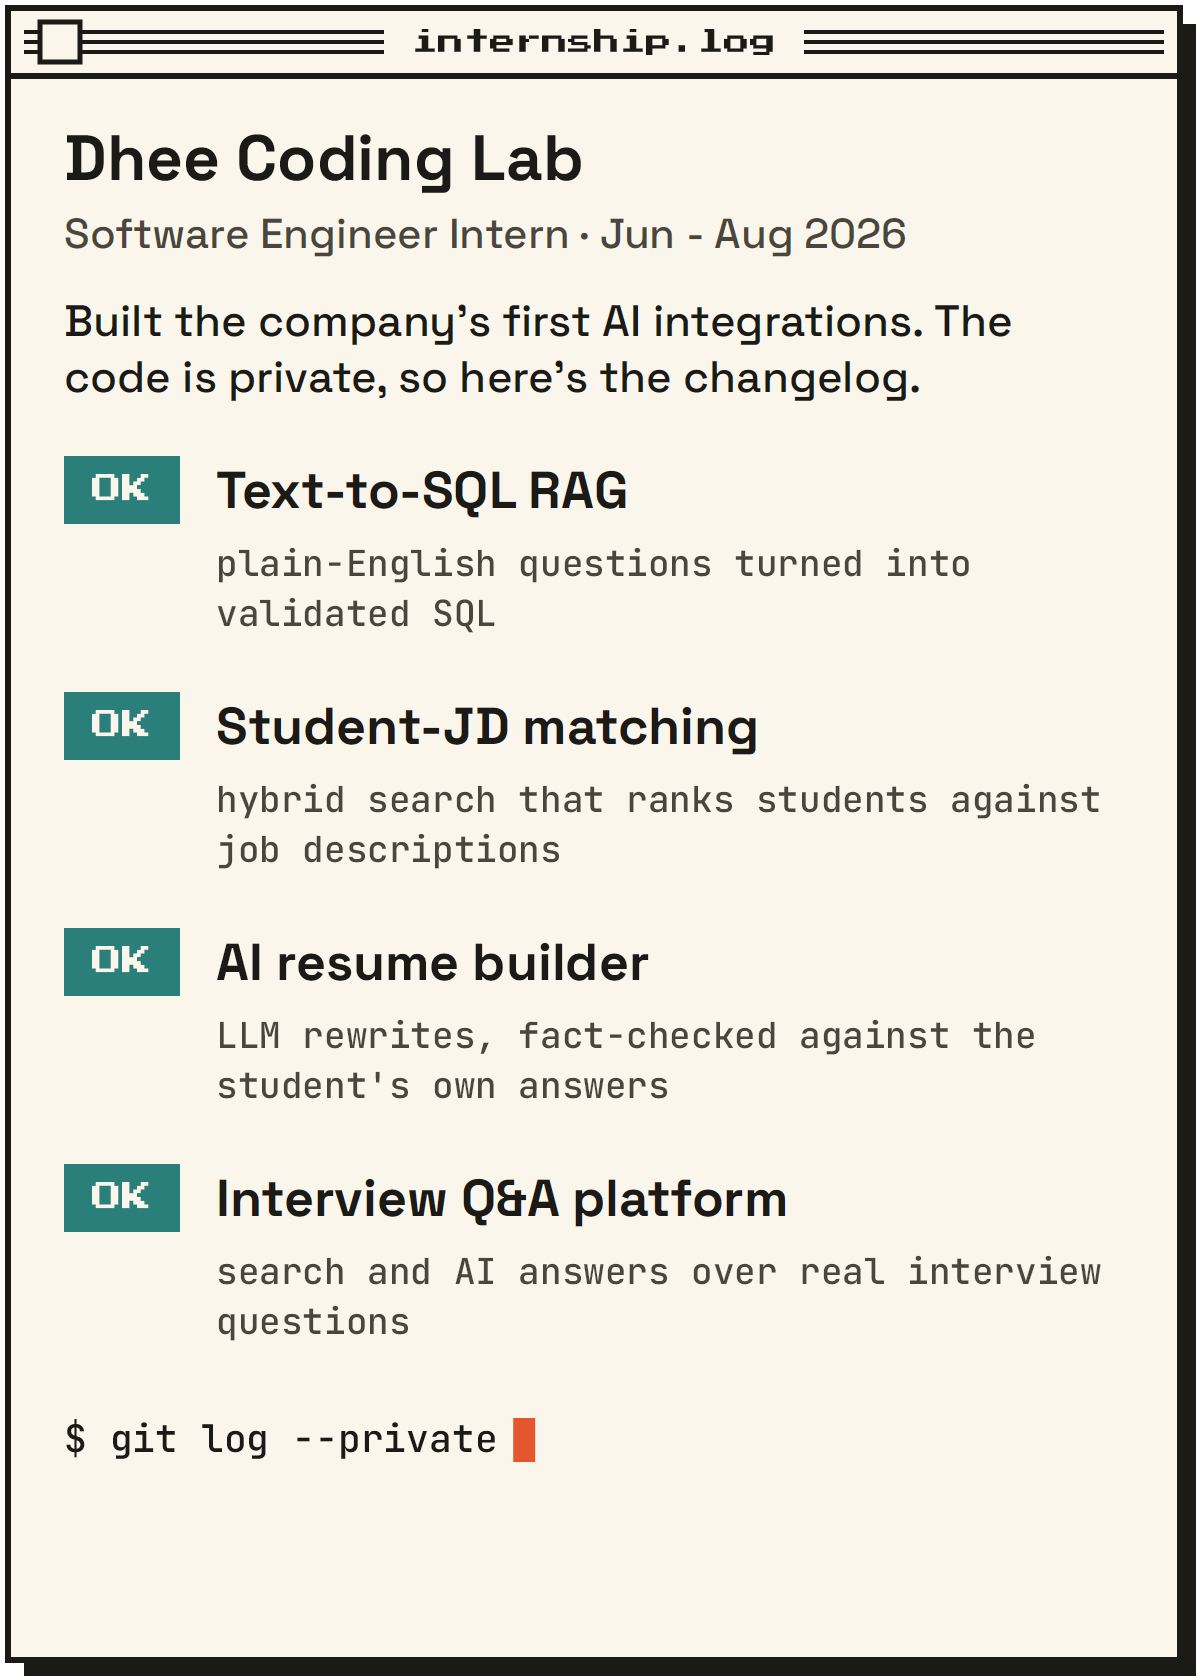 internship.log
Dhee Coding Lab
Software Engineer Intern · Jun - Aug 2026
Built the company’s first AI integrations. The
code is private, so here’s the changelog.
OK Text-to-SQL RAG
plain-English questions turned into
validated SQL
OK Student-JD matching
hybrid search that ranks students against
job descriptions
OK AI resume builder
LLM rewrites, fact-checked against the
student's own answers
OK Interview Q&A platform
search and AI answers over real interview
questions
$ git log --private